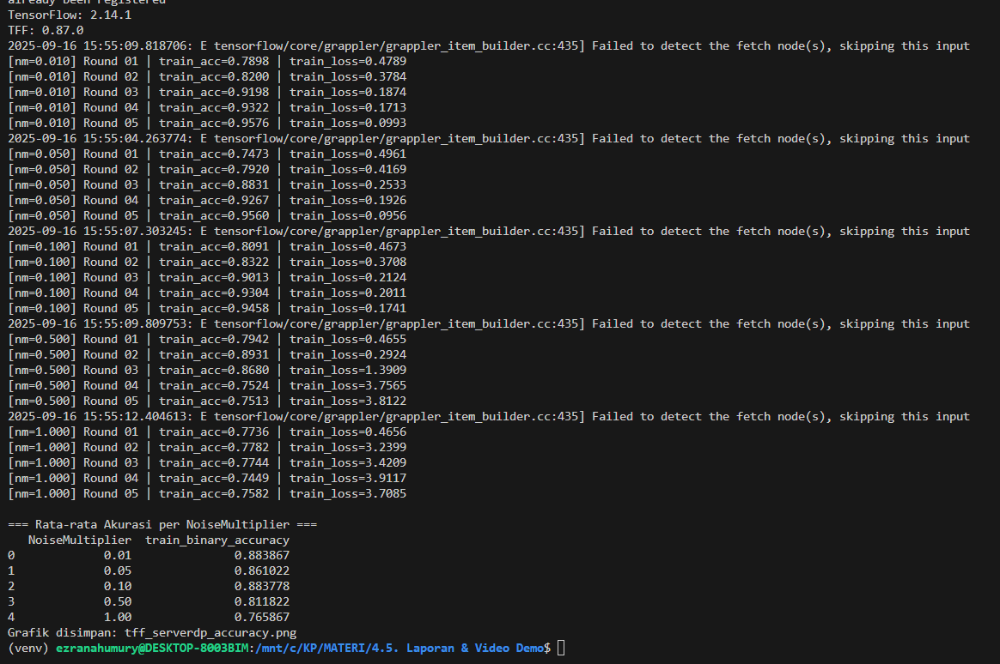 already been registered
TensorFlow: 2.14.1
TFF: 0.87.0
2025-09-16 15:55:09.818706: E tensorflow/core/grappler/grappler_item_builder.cc:435] Failed to detect the fetch node(s), skipping this input
[nm=0.010] Round 01 | train_acc=0.7898 | train_loss=0.4789
[nm=0.010] Round 02 | train_acc=0.8200 | train_loss=0.3784
[nm=0.010] Round 03 | train_acc=0.9198 | train_loss=0.1874
[nm=0.010] Round 04 | train_acc=0.9322 | train_loss=0.1713
[nm=0.010] Round 05 | train_acc=0.9576 | train_loss=0.0993
2025-09-16 15:55:04.263774: E tensorflow/core/grappler/grappler_item_builder.cc:435] Failed to detect the fetch node(s), skipping this input
[nm=0.050] Round 01 | train_acc=0.7473 | train_loss=0.4961
[nm=0.050] Round 02 | train_acc=0.7920 | train_loss=0.4169
[nm=0.050] Round 03 | train_acc=0.8831 | train_loss=0.2533
[nm=0.050] Round 04 | train_acc=0.9267 | train_loss=0.1926
[nm=0.050] Round 05 | train_acc=0.9560 | train_loss=0.0956
2025-09-16 15:55:07.303245: E tensorflow/core/grappler/grappler_item_builder.cc:435] Failed to detect the fetch node(s), skipping this input
[nm=0.100] Round 01 | train_acc=0.8091 | train_loss=0.4673
[nm=0.100] Round 02 | train_acc=0.8322 | train_loss=0.3708
[nm=0.100] Round 03 | train_acc=0.9013 | train_loss=0.2124
[nm=0.100] Round 04 | train_acc=0.9304 | train_loss=0.2011
[nm=0.100] Round 05 | train_acc=0.9458 | train_loss=0.1741
2025-09-16 15:55:09.809753: E tensorflow/core/grappler/grappler_item_builder.cc:435] Failed to detect the fetch node(s), skipping this input
[nm=0.500] Round 01 | train_acc=0.7942 | train_loss=0.4655
[nm=0.500] Round 02 | train_acc=0.8931 | train_loss=0.2924
[nm=0.500] Round 03 | train_acc=0.8680 | train_loss=1.3909
[nm=0.500] Round 04 | train_acc=0.7524 | train_loss=3.7565
[nm=0.500] Round 05 | train_acc=0.7513 | train_loss=3.8122
2025-09-16 15:55:12.404613: E tensorflow/core/grappler/grappler_item_builder.cc:435] Failed to detect the fetch node(s), skipping this input
[nm=1.000] Round 01 | train_acc=0.7736 | train_loss=0.4656
[nm=1.000] Round 02 | train_acc=0.7782 | train_loss=3.2399
[nm=1.000] Round 03 | train_acc=0.7744 | train_loss=3.4209
[nm=1.000] Round 04 | train_acc=0.7449 | train_loss=3.9117
[nm=1.000] Round 05 | train_acc=0.7582 | train_loss=3.7085
=== Rata-rata Akurasi per NoiseMultiplier ===
NoiseMultiplier train_binary_accuracy
0 0.01 0.883867
1 0.05 0.861022
2 0.10 0.883778
3 0.50 0.811822
4 1.00 0.765867
Grafik disimpan: tff_serverdp_accuracy.png
(venv) ezranahumury@DESKTOP-8003BIM:/mnt/c/KP/MATERI/4.5. Laporan & Video Demo$